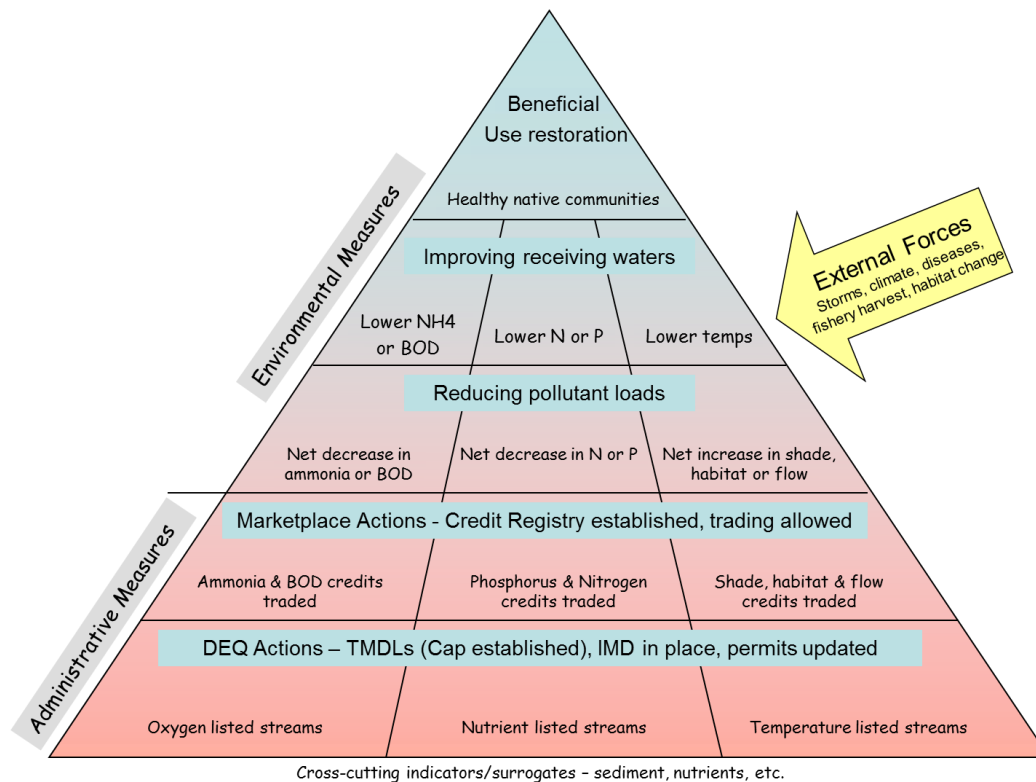 Beneficial
Use restoration
Healthy native communities
Environmental Measures
Improving receiving waters
External Forces
Storms, climate, diseases,
fishery harvest, habitat change
Lower NH4
or BOD
Lower N or P
Lower temps
Reducing pollutant loads
Net decrease in
ammonia or BOD
Net decrease in N or P
Net increase in shade,
habitat or flow
Administrative Measures
Marketplace Actions - Credit Registry established, trading allowed
Ammonia & BOD credits
traded
Phosphorus & Nitrogen
credits traded
Shade, habitat & flow
credits traded
DEQ Actions – TMDLs (Cap established), IMD in place, permits updated
Oxygen listed streams
Nutrient listed streams
Temperature listed streams
Cross-cutting indicators/surrogates – sediment, nutrients, etc.